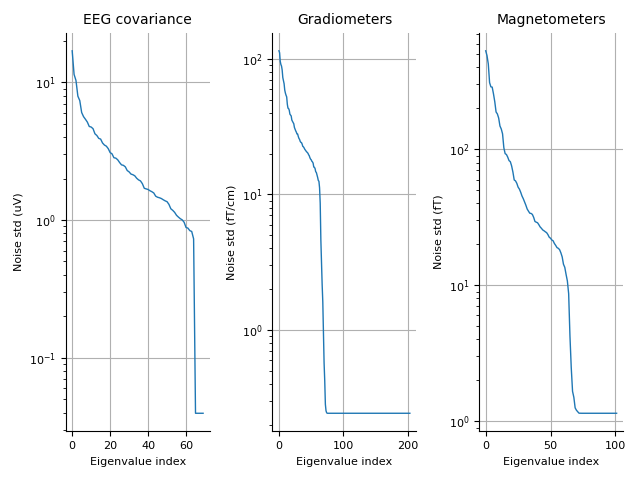 EEG covariance
Noise std (uV)
10¹
10⁰
10⁻¹
0 20 40 60
Eigenvalue index
Gradiometers
Noise std (fT/cm)
10²
10¹
10⁰
0 100 200
Eigenvalue index
Magnetometers
Noise std (fT)
10²
10¹
10⁰
0 50 100
Eigenvalue index